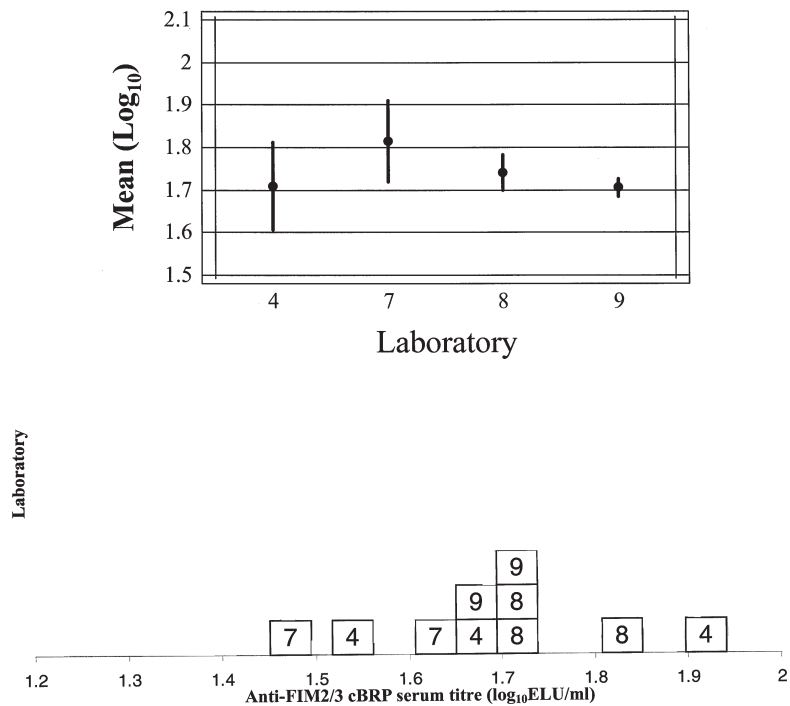 2.1
2
1.9
1.8
1.7
1.6
1.5
Mean (Log10)
4 7 8 9
Laboratory
Laboratory
9
9 8
7 4 7 4 8 8 4
1.2 1.3 1.4 1.5 1.6 1.7 1.8 1.9 2
Anti-FIM2/3 cBRP serum titre (log10ELU/ml)